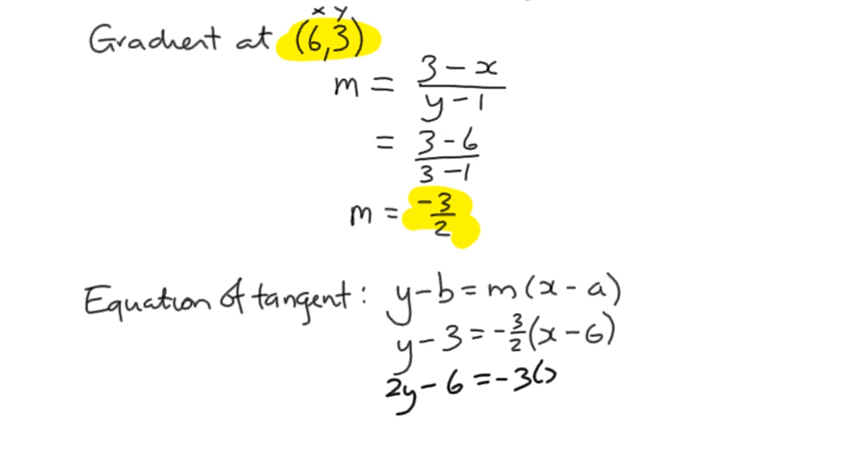 x y
Gradient at (6,3)
m = (3 - x)/(y - 1)
= (3 - 6)/(3 - 1)
m = -3/2
Equation of tangent: y - b = m(x - a)
y - 3 = -3/2(x - 6)
2y - 6 = -3(